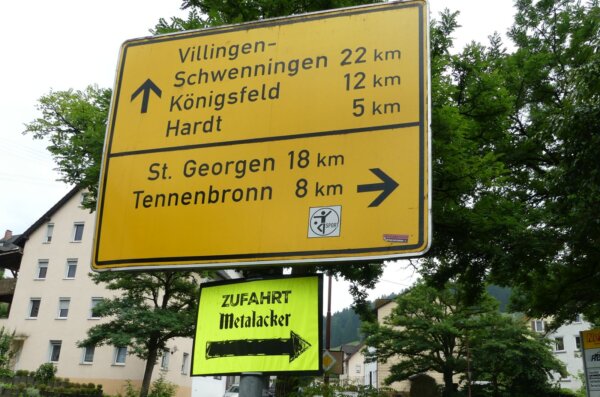 Villingen-
Schwenningen 22 km
Königsfeld 12 km
Hardt 5 km
St. Georgen 18 km
Tennenbronn 8 km
SPORT
ZUFAHRT
Metalacker